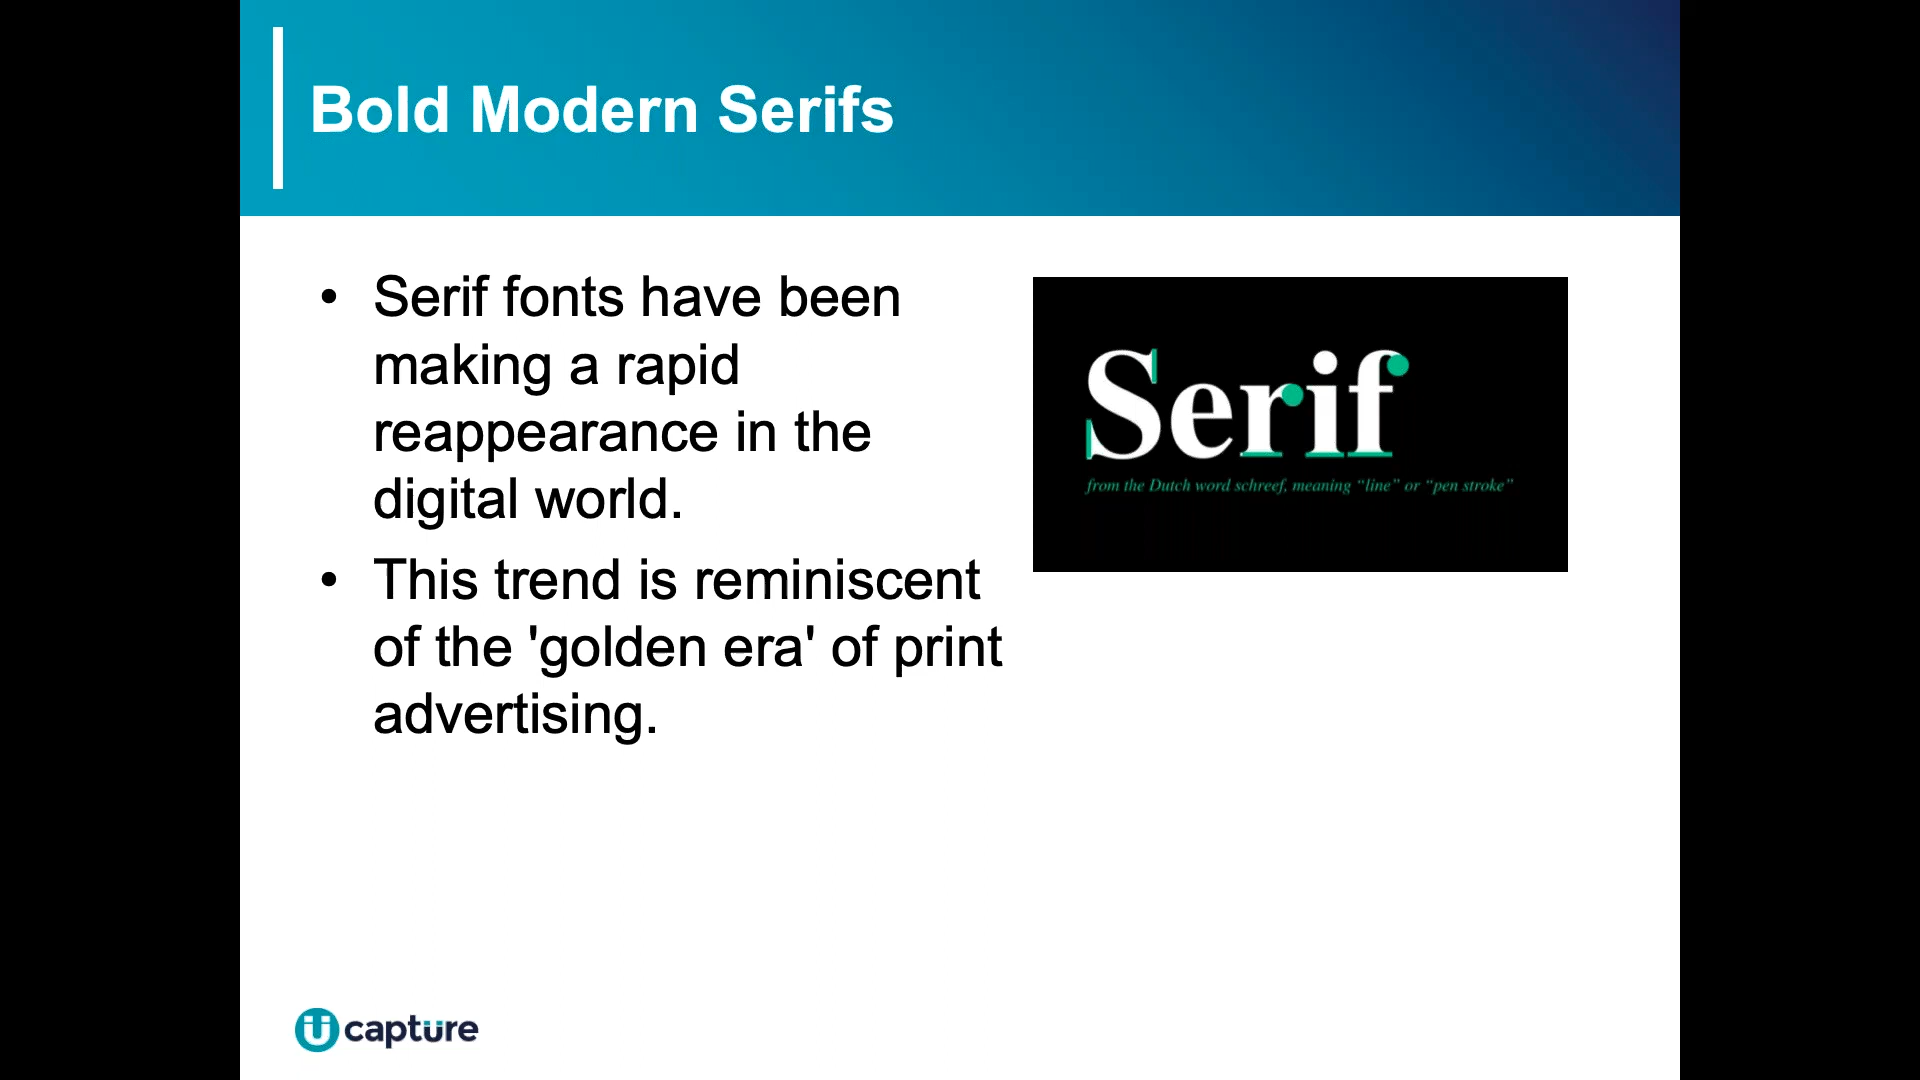 Bold Modern Serifs
• Serif fonts have been
making a rapid
reappearance in the
digital world.
• This trend is reminiscent
of the 'golden era' of print
advertising.
Serif
from the Dutch word schreef, meaning “line” or “pen stroke”
U capture